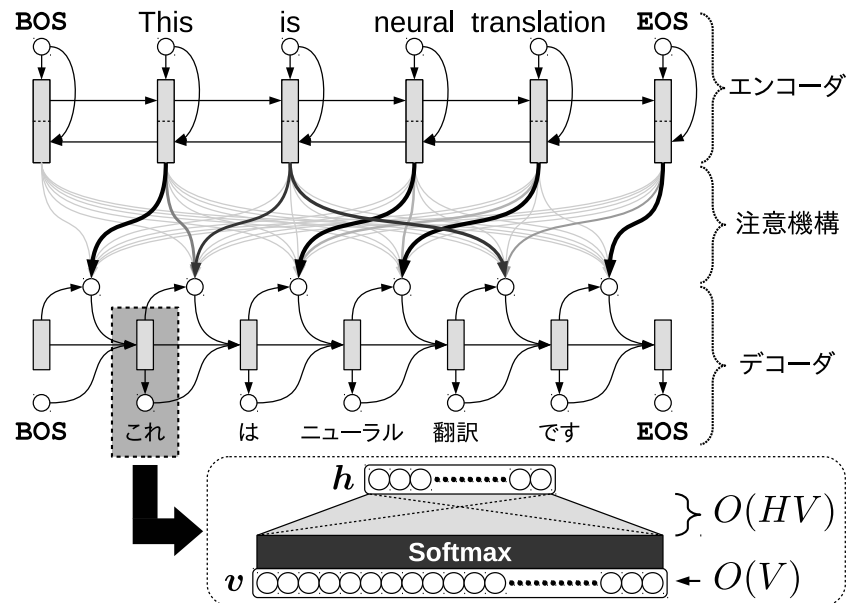 BOS This is neural translation EOS
エンコーダ
注意機構
デコーダ
BOS これ は ニューラル 翻訳 です EOS
h
O(HV)
Softmax
v O(V)